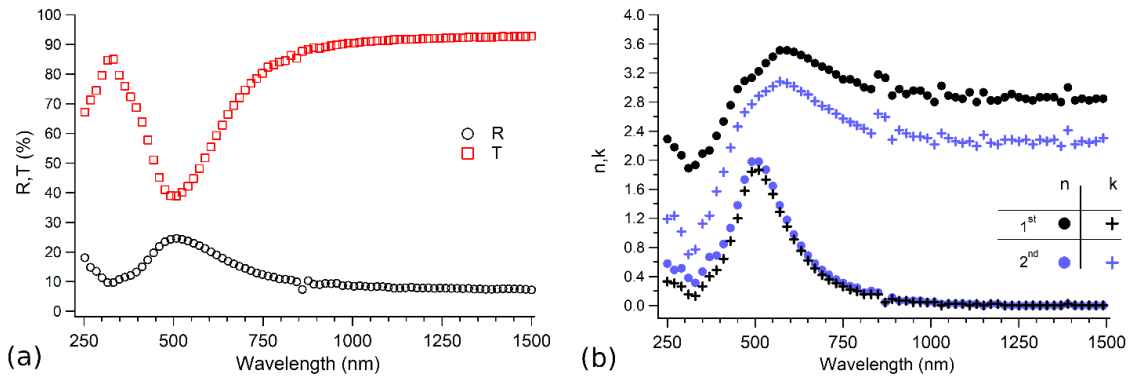 100
90
80
70
60
50
40
30
20
10
0
R,T (%)
R
T
250 500 750 1000 1250 1500
Wavelength (nm)
(a)
4.0
3.6
3.2
2.8
2.4
2.0
1.6
1.2
0.8
0.4
0.0
n,k
n k
1st
2nd
250 500 750 1000 1250 1500
Wavelength (nm)
(b)